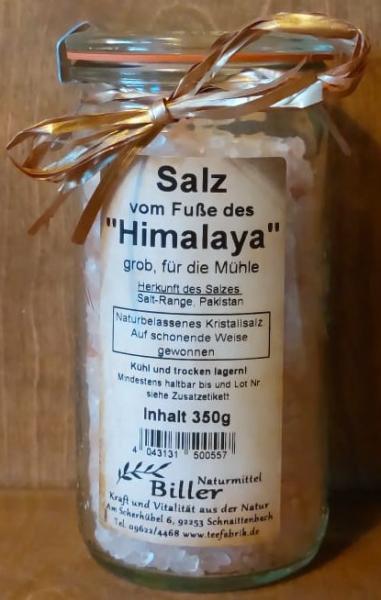 Salz
vom Fuße des
"Himalaya"
grob, für die Mühle
Herkunft des Salzes
Salt-Range, Pakistan
Naturbelassenes Kristallsalz
Auf schonende Weise
gewonnen
Kühl und trocken lagern!
Mindestens haltbar bis und Lot Nr
siehe Zusatzetikett
Inhalt 350g
4 043131 500557
Naturmittel
Biller
Kraft und Vitalität aus der Natur
Am Scherhübel 6, 92253 Schnaittenbach
Tel. 09622/4468 www.teefabrik.de